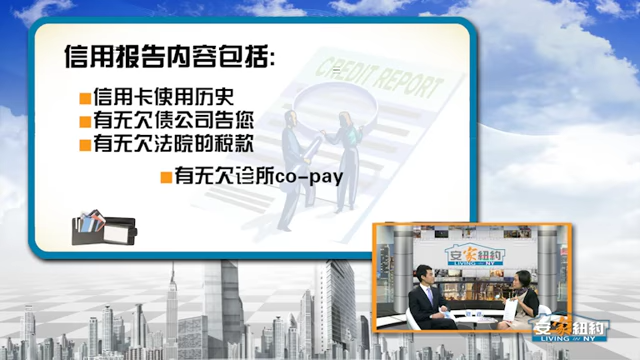 信用报告内容包括:
CREDIT REPORT
信用卡使用历史
有无欠债公司告您
有无欠法院的税款
有无欠诊所co-pay
安家紐約
LIVING IN NY
安家紐約
LIVING IN NY